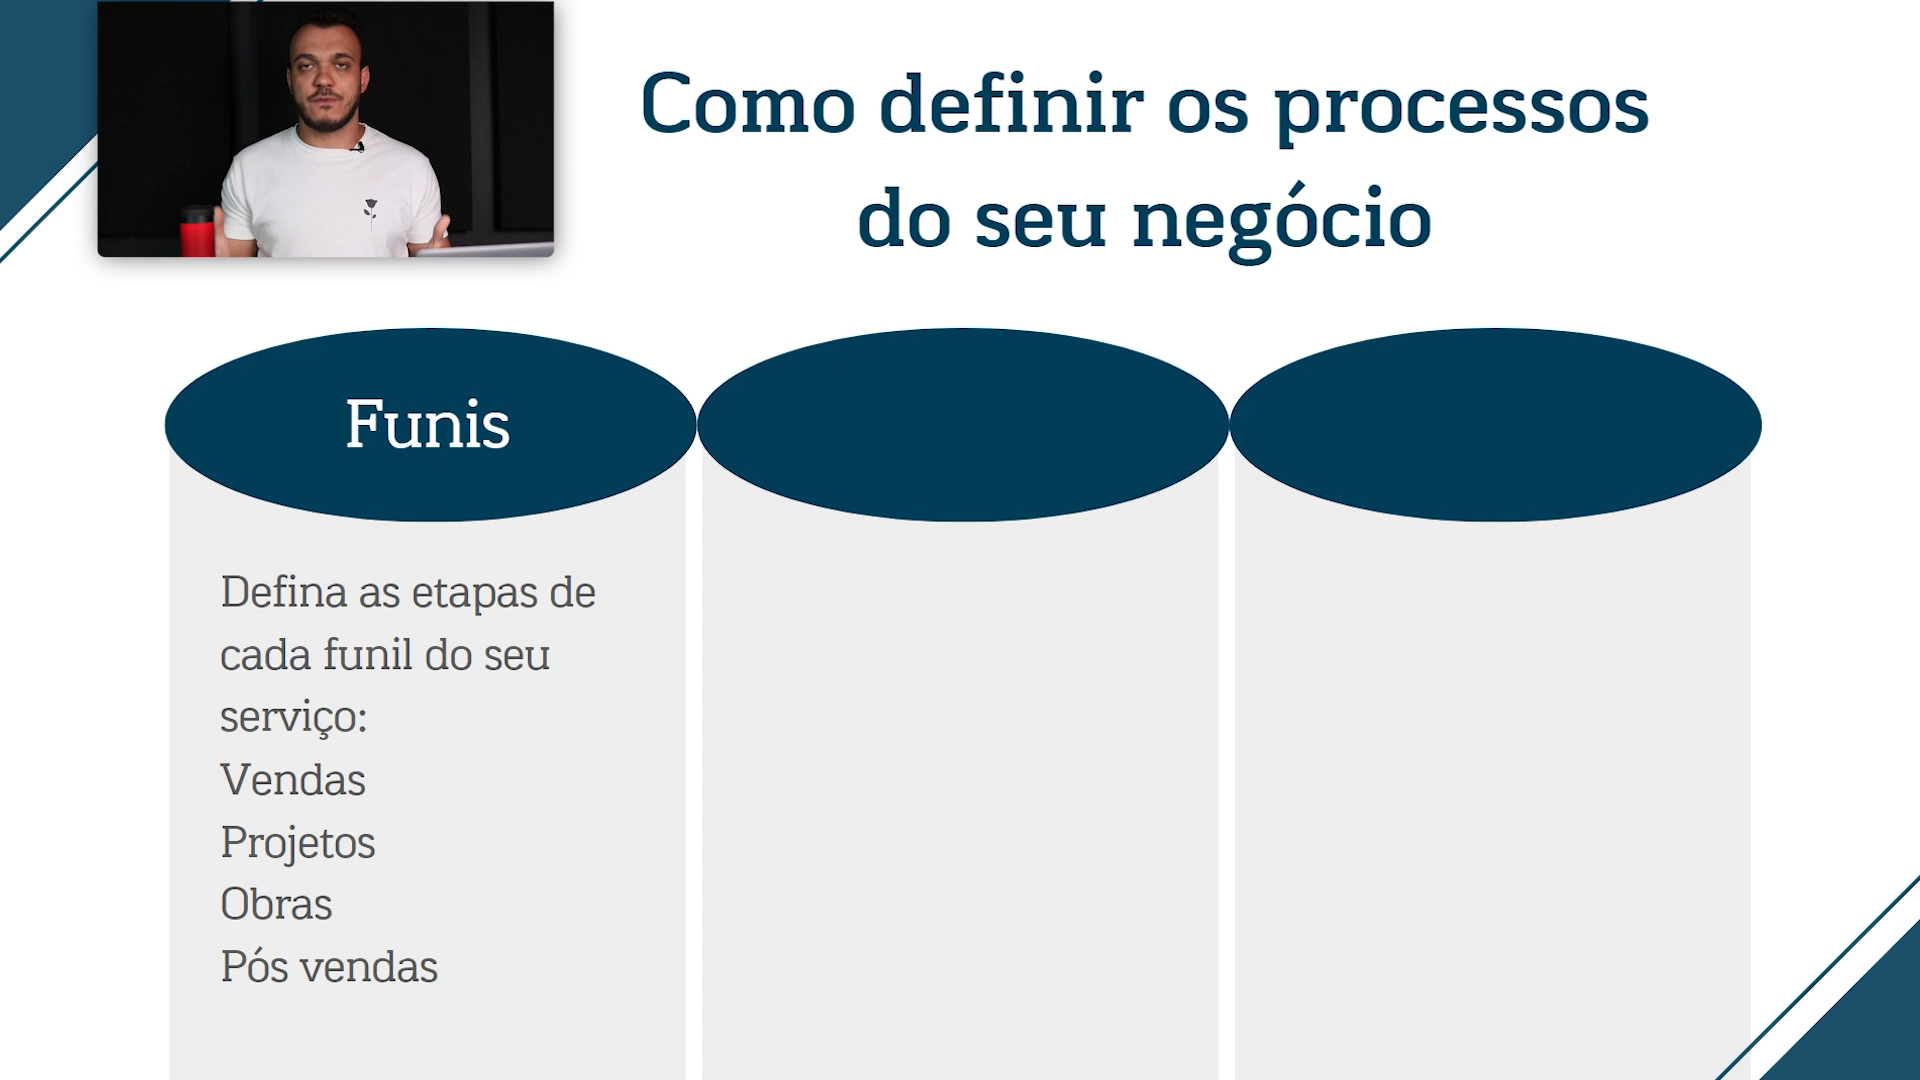 Como definir os processos
do seu negócio
Funis
Defina as etapas de
cada funil do seu
serviço:
Vendas
Projetos
Obras
Pós vendas